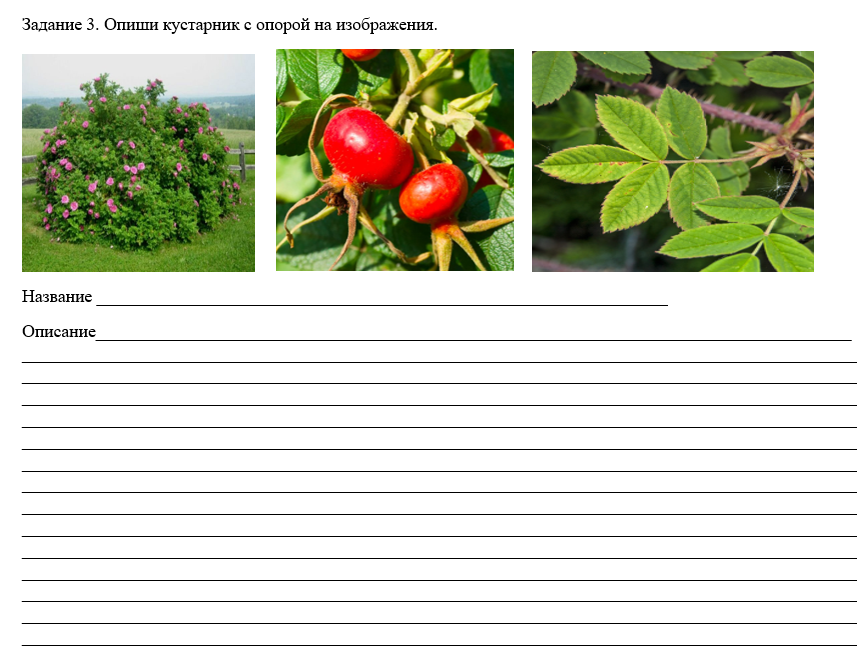 Задание 3. Опиши кустарник с опорой на изображения.
Название
Описание